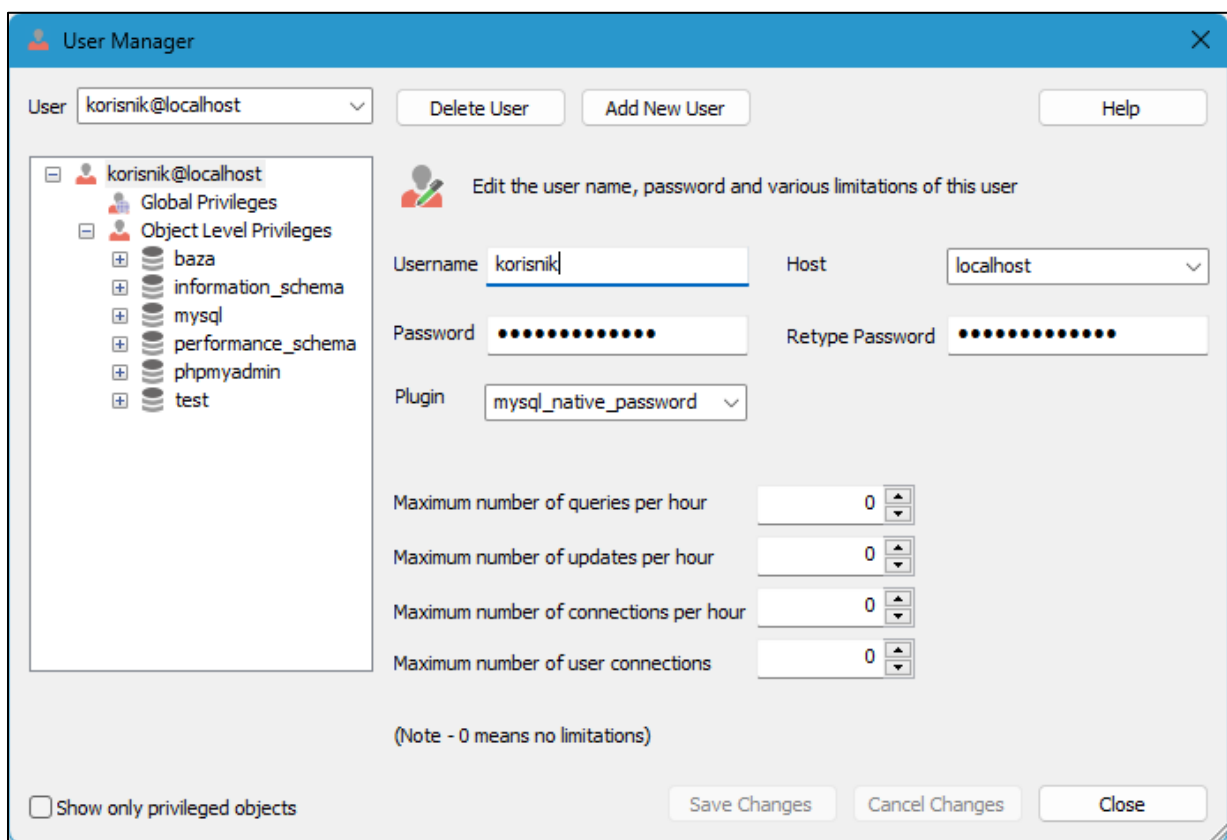 User Manager
User korisnik@localhost Delete User Add New User Help
korisnik@localhost
Global Privileges
Object Level Privileges
baza
information_schema
mysql
performance_schema
phpmyadmin
test
Edit the user name, password and various limitations of this user
Username korisnik Host localhost
Password ●●●●●●●●●●●●● Retype Password ●●●●●●●●●●●●●
Plugin mysql_native_password
Maximum number of queries per hour 0
Maximum number of updates per hour 0
Maximum number of connections per hour 0
Maximum number of user connections 0
(Note - 0 means no limitations)
Show only privileged objects Save Changes Cancel Changes Close